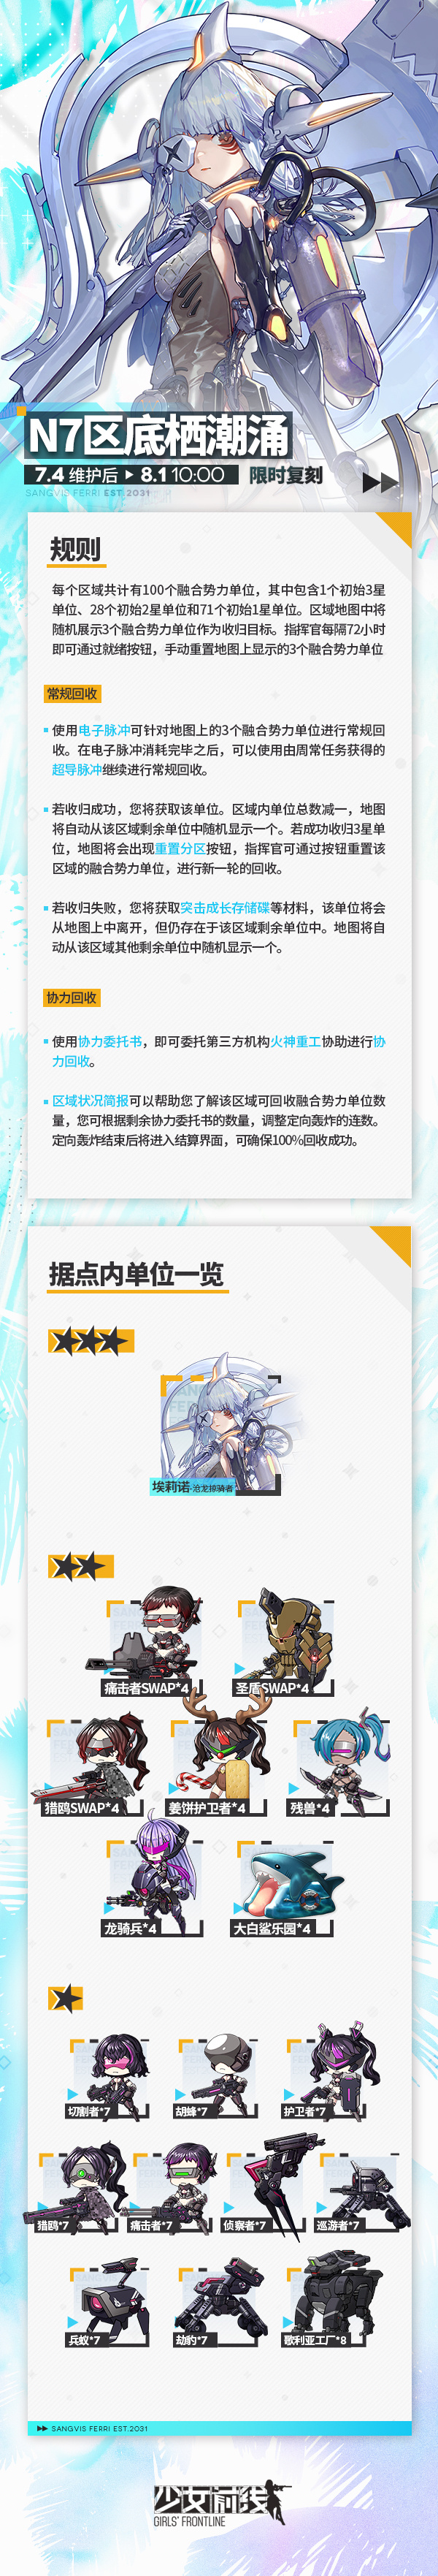 N7区底栖潮涌
7.4 维护后 ▶ 8.1 10:00 限时复刻
SANGVIS FERRI EST.2031
规则
每个区域共计有100个融合势力单位，其中包含1个初始3星
单位、28个初始2星单位和71个初始1星单位。区域地图中将
随机展示3个融合势力单位作为收归目标。指挥官每隔72小时
即可通过就绪按钮，手动重置地图上显示的3个融合势力单位
常规回收
使用电子脉冲可针对地图上的3个融合势力单位进行常规回
收。在电子脉冲消耗完毕之后，可以使用由周常任务获得的
超导脉冲继续进行常规回收。
若收归成功，您将获取该单位。区域内单位总数减一，地图
将自动从该区域剩余单位中随机显示一个。若成功收归3星单
位，地图将会出现重置分区按钮，指挥官可通过按钮重置该
区域的融合势力单位，进行新一轮的回收。
若收归失败，您将获取突击成长存储碟等材料，该单位将会
从地图上中离开，但仍存在于该区域剩余单位中。地图将自
动从该区域其他剩余单位中随机显示一个。
协力回收
使用协力委托书，即可委托第三方机构火神重工协助进行协
力回收。
区域状况简报可以帮助您了解该区域可回收融合势力单位数
量，您可根据剩余协力委托书的数量，调整定向轰炸的连数。
定向轰炸结束后将进入结算界面，可确保100%回收成功。
据点内单位一览
埃莉诺·沧龙掠骑者
痛击者SWAP*4
圣盾SWAP*4
猎鸥SWAP*4
姜饼护卫者*4
残兽*4
龙骑兵*4
大白鲨乐园*4
切割者*7
胡蜂*7
护卫者*7
猎鸥*7
痛击者*7
侦察者*7
巡游者*7
兵蚁*7
劫豹*7
歌利亚工厂*8
SANGVIS FERRI EST.2031
少女前线
GIRLS' FRONTLINE